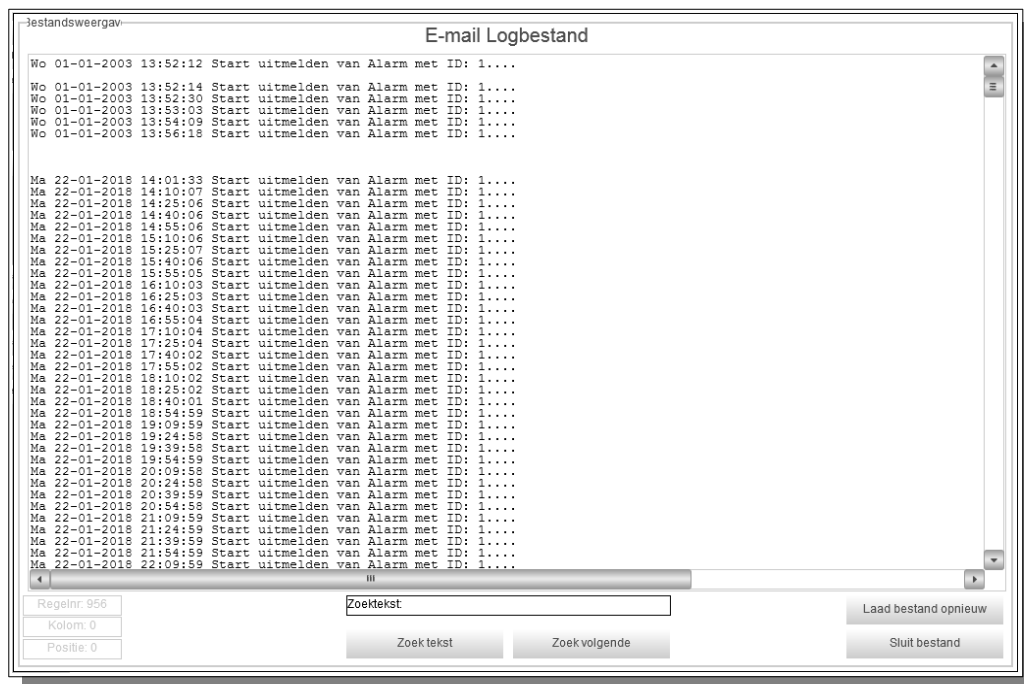 Bestandsweergav
E-mail Logbestand
Wo 01-01-2003 13:52:12 Start uitmelden van Alarm met ID: 1....
Wo 01-01-2003 13:52:14 Start uitmelden van Alarm met ID: 1....
Wo 01-01-2003 13:52:30 Start uitmelden van Alarm met ID: 1....
Wo 01-01-2003 13:53:03 Start uitmelden van Alarm met ID: 1....
Wo 01-01-2003 13:54:09 Start uitmelden van Alarm met ID: 1....
Wo 01-01-2003 13:56:18 Start uitmelden van Alarm met ID: 1....
Ma 22-01-2018 14:01:33 Start uitmelden van Alarm met ID: 1....
Ma 22-01-2018 14:10:07 Start uitmelden van Alarm met ID: 1....
Ma 22-01-2018 14:25:06 Start uitmelden van Alarm met ID: 1....
Ma 22-01-2018 14:40:06 Start uitmelden van Alarm met ID: 1....
Ma 22-01-2018 14:55:06 Start uitmelden van Alarm met ID: 1....
Ma 22-01-2018 15:10:06 Start uitmelden van Alarm met ID: 1....
Ma 22-01-2018 15:25:07 Start uitmelden van Alarm met ID: 1....
Ma 22-01-2018 15:40:06 Start uitmelden van Alarm met ID: 1....
Ma 22-01-2018 15:55:05 Start uitmelden van Alarm met ID: 1....
Ma 22-01-2018 16:10:03 Start uitmelden van Alarm met ID: 1....
Ma 22-01-2018 16:25:03 Start uitmelden van Alarm met ID: 1....
Ma 22-01-2018 16:40:03 Start uitmelden van Alarm met ID: 1....
Ma 22-01-2018 16:55:04 Start uitmelden van Alarm met ID: 1....
Ma 22-01-2018 17:10:04 Start uitmelden van Alarm met ID: 1....
Ma 22-01-2018 17:25:04 Start uitmelden van Alarm met ID: 1....
Ma 22-01-2018 17:40:02 Start uitmelden van Alarm met ID: 1....
Ma 22-01-2018 17:55:02 Start uitmelden van Alarm met ID: 1....
Ma 22-01-2018 18:10:02 Start uitmelden van Alarm met ID: 1....
Ma 22-01-2018 18:25:02 Start uitmelden van Alarm met ID: 1....
Ma 22-01-2018 18:40:01 Start uitmelden van Alarm met ID: 1....
Ma 22-01-2018 18:54:59 Start uitmelden van Alarm met ID: 1....
Ma 22-01-2018 19:09:59 Start uitmelden van Alarm met ID: 1....
Ma 22-01-2018 19:24:58 Start uitmelden van Alarm met ID: 1....
Ma 22-01-2018 19:39:58 Start uitmelden van Alarm met ID: 1....
Ma 22-01-2018 19:54:59 Start uitmelden van Alarm met ID: 1....
Ma 22-01-2018 20:09:58 Start uitmelden van Alarm met ID: 1....
Ma 22-01-2018 20:24:58 Start uitmelden van Alarm met ID: 1....
Ma 22-01-2018 20:39:59 Start uitmelden van Alarm met ID: 1....
Ma 22-01-2018 20:54:58 Start uitmelden van Alarm met ID: 1....
Ma 22-01-2018 21:09:59 Start uitmelden van Alarm met ID: 1....
Ma 22-01-2018 21:24:59 Start uitmelden van Alarm met ID: 1....
Ma 22-01-2018 21:39:59 Start uitmelden van Alarm met ID: 1....
Ma 22-01-2018 21:54:59 Start uitmelden van Alarm met ID: 1....
Ma 22-01-2018 22:09:59 Start uitmelden van Alarm met ID: 1....
Regelnr: 956
Zoektekst:
Laad bestand opnieuw
Kolom: 0
Zoek tekst
Zoek volgende
Sluit bestand
Positie: 0